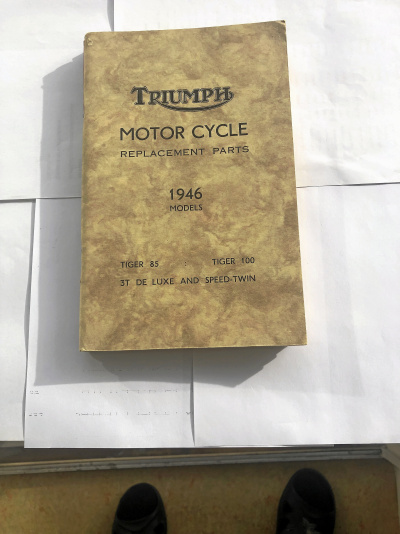 TRIUMPH
MOTOR CYCLE
REPLACEMENT PARTS
1946
MODELS
TIGER 85 TIGER 100
3T DE LUXE AND SPEED TWIN